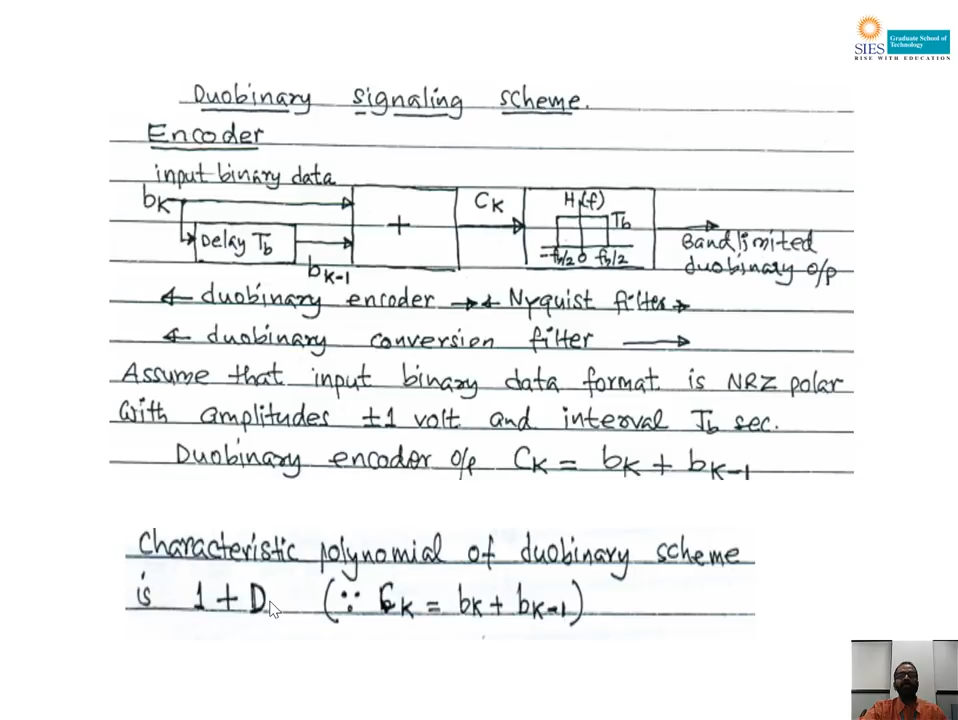 SIES
Graduate School of
Technology
RISE WITH EDUCATION
Duobinary signaling scheme.
Encoder
input binary data
bK
Delay Tb
bK-1
+
CK
H1(f)
Tb
-fb/2 0 fb/2
Bandlimited
duobinary o/p
duobinary encoder
Nyquist filter
duobinary conversion filter
Assume that input binary data format is NRZ polar
with amplitudes ±1 volt and interval Tb sec.
Duobinary encoder o/p CK = bK + bK-1
Characteristic polynomial of duobinary scheme
is 1 + D (∵ CK = bK + bK-1)